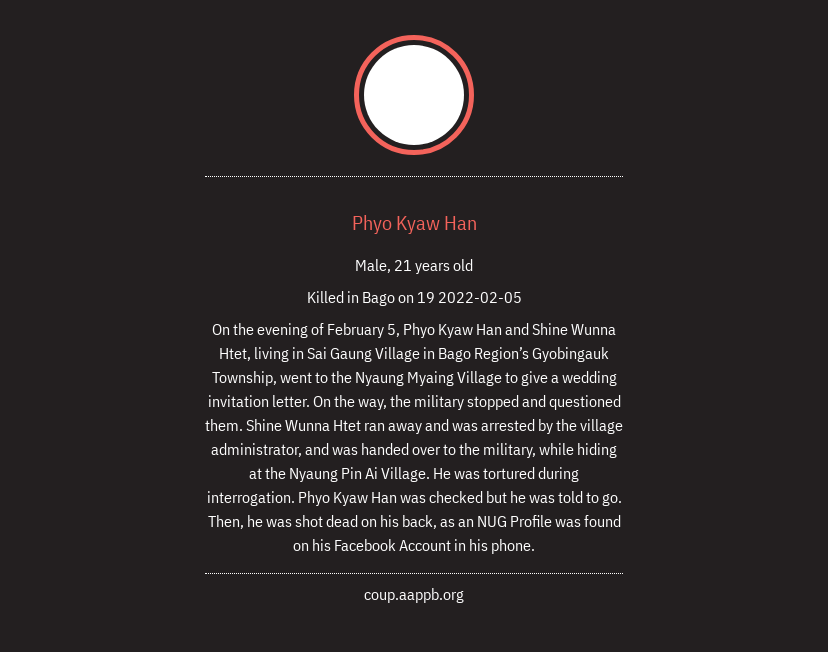 Phyo Kyaw Han
Male, 21 years old
Killed in Bago on 19 2022-02-05
On the evening of February 5, Phyo Kyaw Han and Shine Wunna
Htet, living in Sai Gaung Village in Bago Region’s Gyobingauk
Township, went to the Nyaung Myaing Village to give a wedding
invitation letter. On the way, the military stopped and questioned
them. Shine Wunna Htet ran away and was arrested by the village
administrator, and was handed over to the military, while hiding
at the Nyaung Pin Ai Village. He was tortured during
interrogation. Phyo Kyaw Han was checked but he was told to go.
Then, he was shot dead on his back, as an NUG Profile was found
on his Facebook Account in his phone.
coup.aappb.org